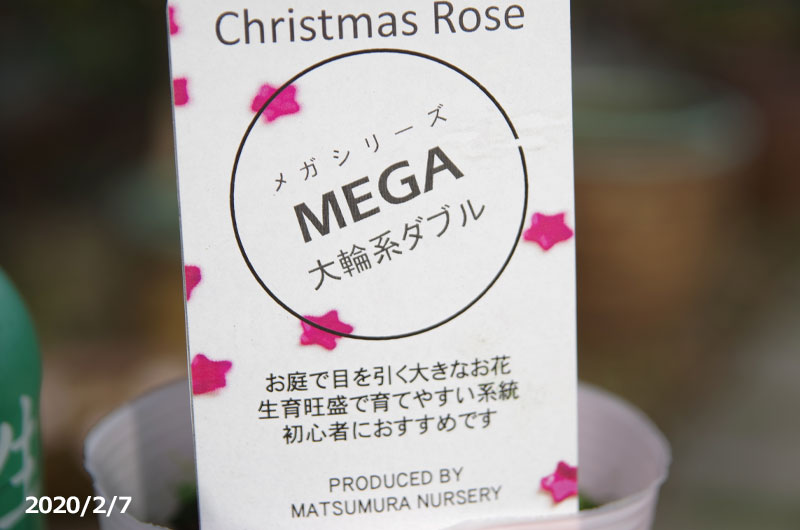 Christmas Rose
メガシリーズ
MEGA
大輪系ダブル
お庭で目を引く大きなお花
生育旺盛で育てやすい系統
初心者におすすめです
PRODUCED BY
MATSUMURA NURSERY
生
2020/2/7